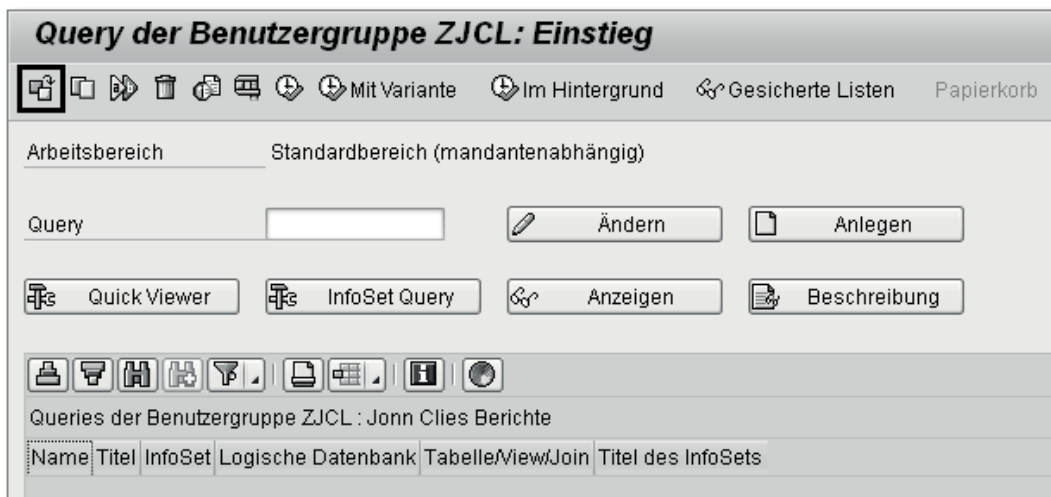 Query der Benutzergruppe ZJCL: Einstieg
Mit Variante Im Hintergrund Gesicherte Listen Papierkorb
Arbeitsbereich Standardbereich (mandantenabhängig)
Query Ändern Anlegen
Quick Viewer InfoSet Query Anzeigen Beschreibung
Queries der Benutzergruppe ZJCL : Jonn Clies Berichte
Name Titel InfoSet Logische Datenbank Tabelle/View/Join Titel des InfoSets